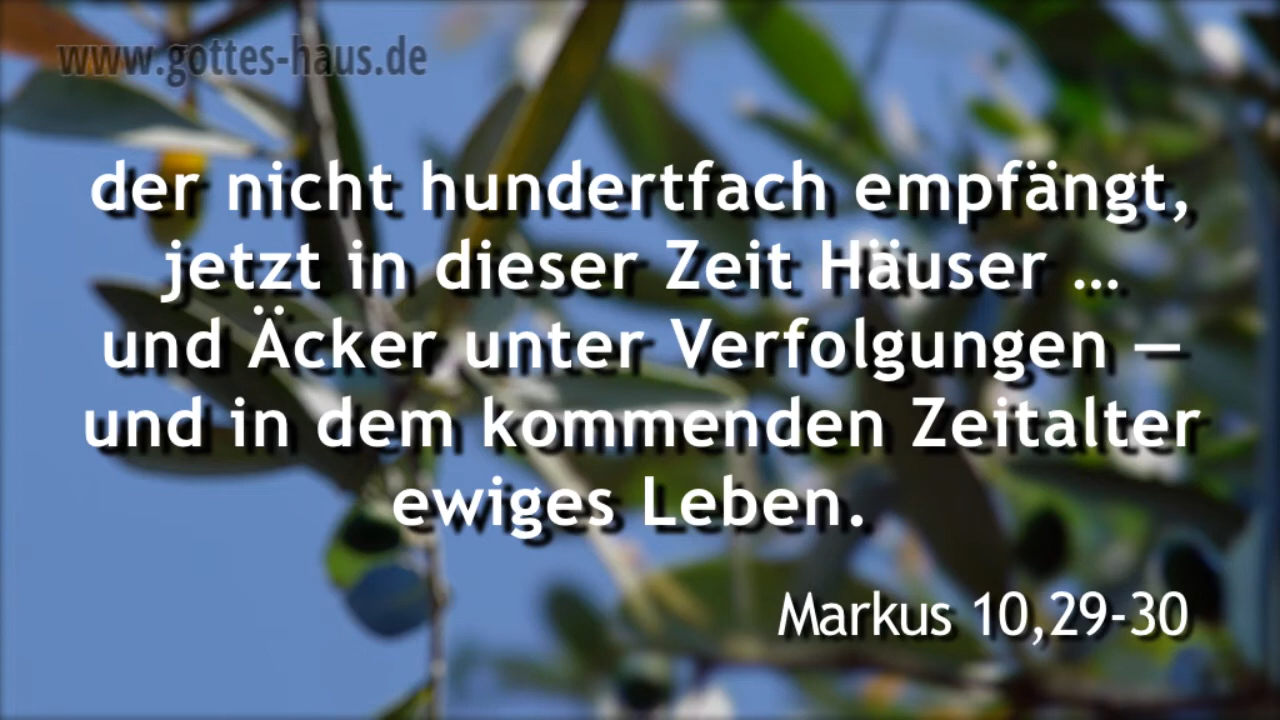 www.gottes-haus.de
der nicht hundertfach empfängt,
jetzt in dieser Zeit Häuser ...
und Äcker unter Verfolgungen —
und in dem kommenden Zeitalter
ewiges Leben.
Markus 10,29-30